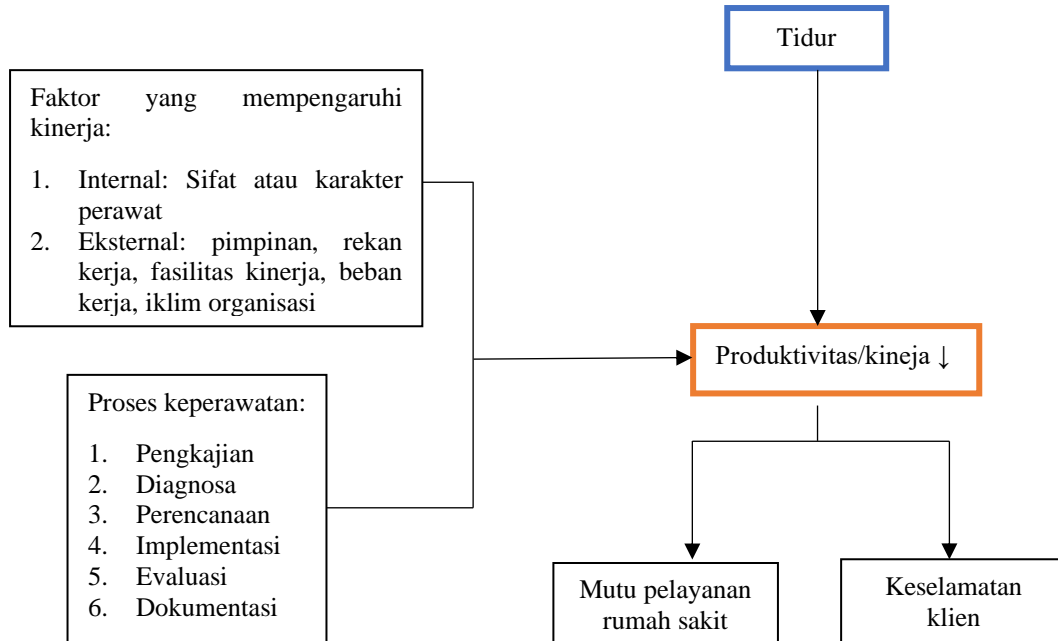 Tidur
Faktor yang mempengaruhi
kinerja:
1. Internal: Sifat atau karakter
perawat
2. Eksternal: pimpinan, rekan
kerja, fasilitas kinerja, beban
kerja, iklim organisasi
Produktivitas/kineja ↓
Proses keperawatan:
1. Pengkajian
2. Diagnosa
3. Perencanaan
4. Implementasi
5. Evaluasi
6. Dokumentasi
Mutu pelayanan
rumah sakit
Keselamatan
klien